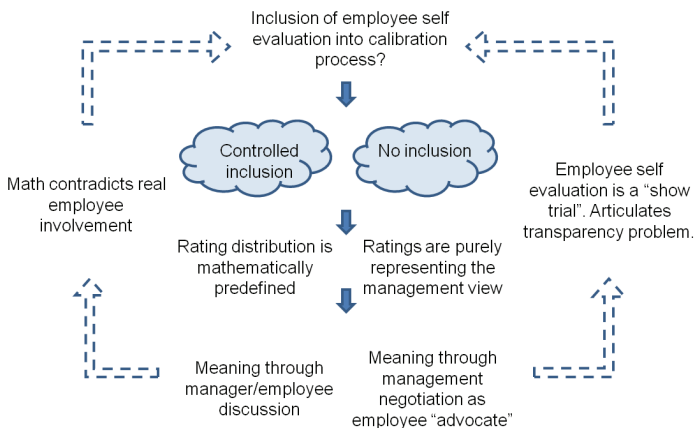 Inclusion of employee self
evaluation into calibration
process?
Controlled
inclusion
No inclusion
Math contradicts real
employee
involvement
Employee self
evaluation is a “show
trial”. Articulates
transparency problem.
Rating distribution is
mathematically
predefined
Ratings are purely
representing the
management view
Meaning through
manager/employee
discussion
Meaning through
management
negotiation as
employee “advocate”